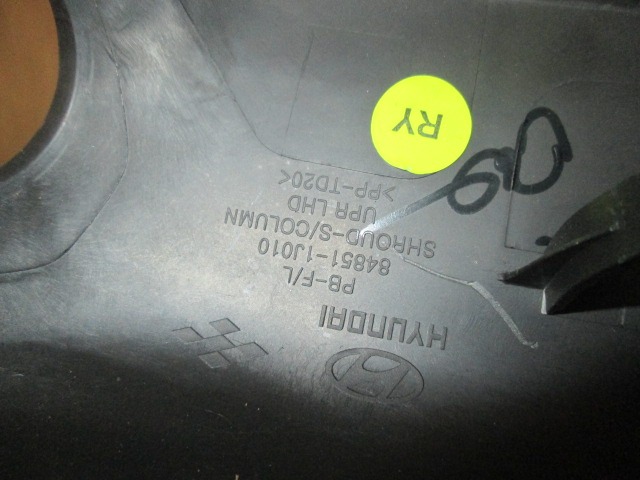 HYUNDAI
PB-F/L
84851-1J010
SHROUD-S/COLUMN
UPR LHD
>PP-TD20<
RY